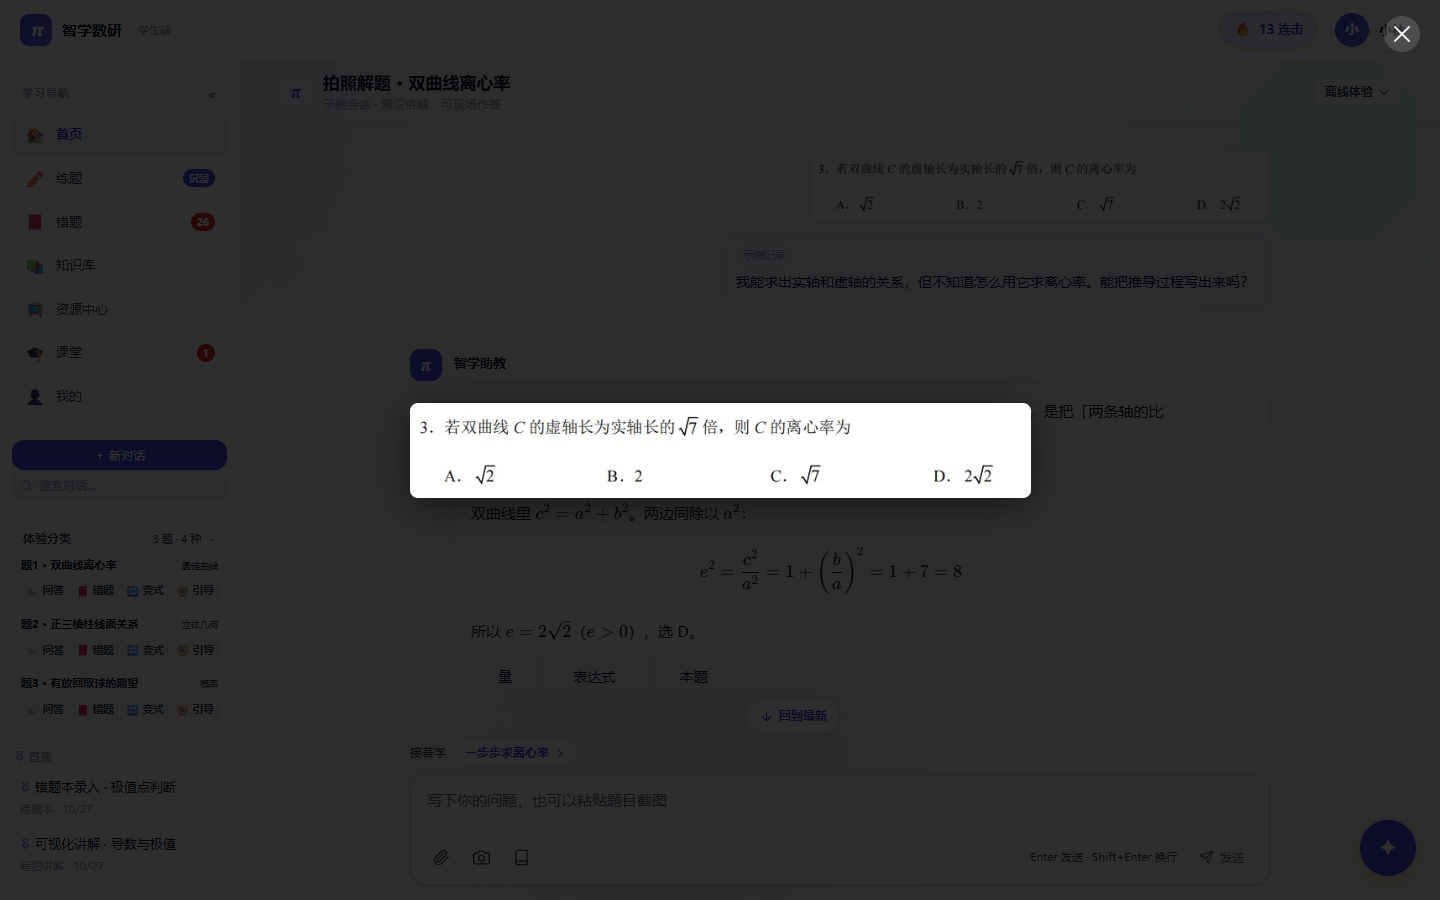 π 智学数研 学生端
🔥 13 连击 小 小
学习导航 «
首页
练题 沉浸
错题 26
知识库
资源中心
课堂 1
我的
+ 新对话
搜索对话...
体验分类 3 题 · 4 种
题1 · 双曲线离心率 圆锥曲线
问答 错题 变式 引导
题2 · 正三棱柱线面关系 立体几何
问答 错题 变式 引导
题3 · 有放回取球的期望 概率
问答 错题 变式 引导
置换
错题本录入 · 极值点判断
错题本 · 10/27
可视化讲解 · 导数与极值
看图讲解 · 10/27
π 拍照解题 · 双曲线离心率
示例会话 · 预设讲解，可现场作答
离线体验
3. 若双曲线 C 的虚轴长为实轴长的 √7 倍，则 C 的离心率为
A. √2 B. 2 C. √7 D. 2√2
示例记录
我能求出实轴和虚轴的关系，但不知道怎么用它求离心率。能把推导过程写出来吗？
π 智学助教
。是把「两条轴的比
3. 若双曲线 C 的虚轴长为实轴长的 √7 倍，则 C 的离心率为
A. √2 B. 2 C. √7 D. 2√2
双曲线里 c² = a² + b²。两边同除以 a²：
e² = c²/a² = 1 + (b/a)² = 1 + 7 = 8
所以 e = 2√2（e > 0），选 D。
量 表达式 本题
回到最新
接着学 一步步求离心率 ›
写下你的问题，也可以粘贴题目截图
Enter 发送 · Shift+Enter 换行 发送